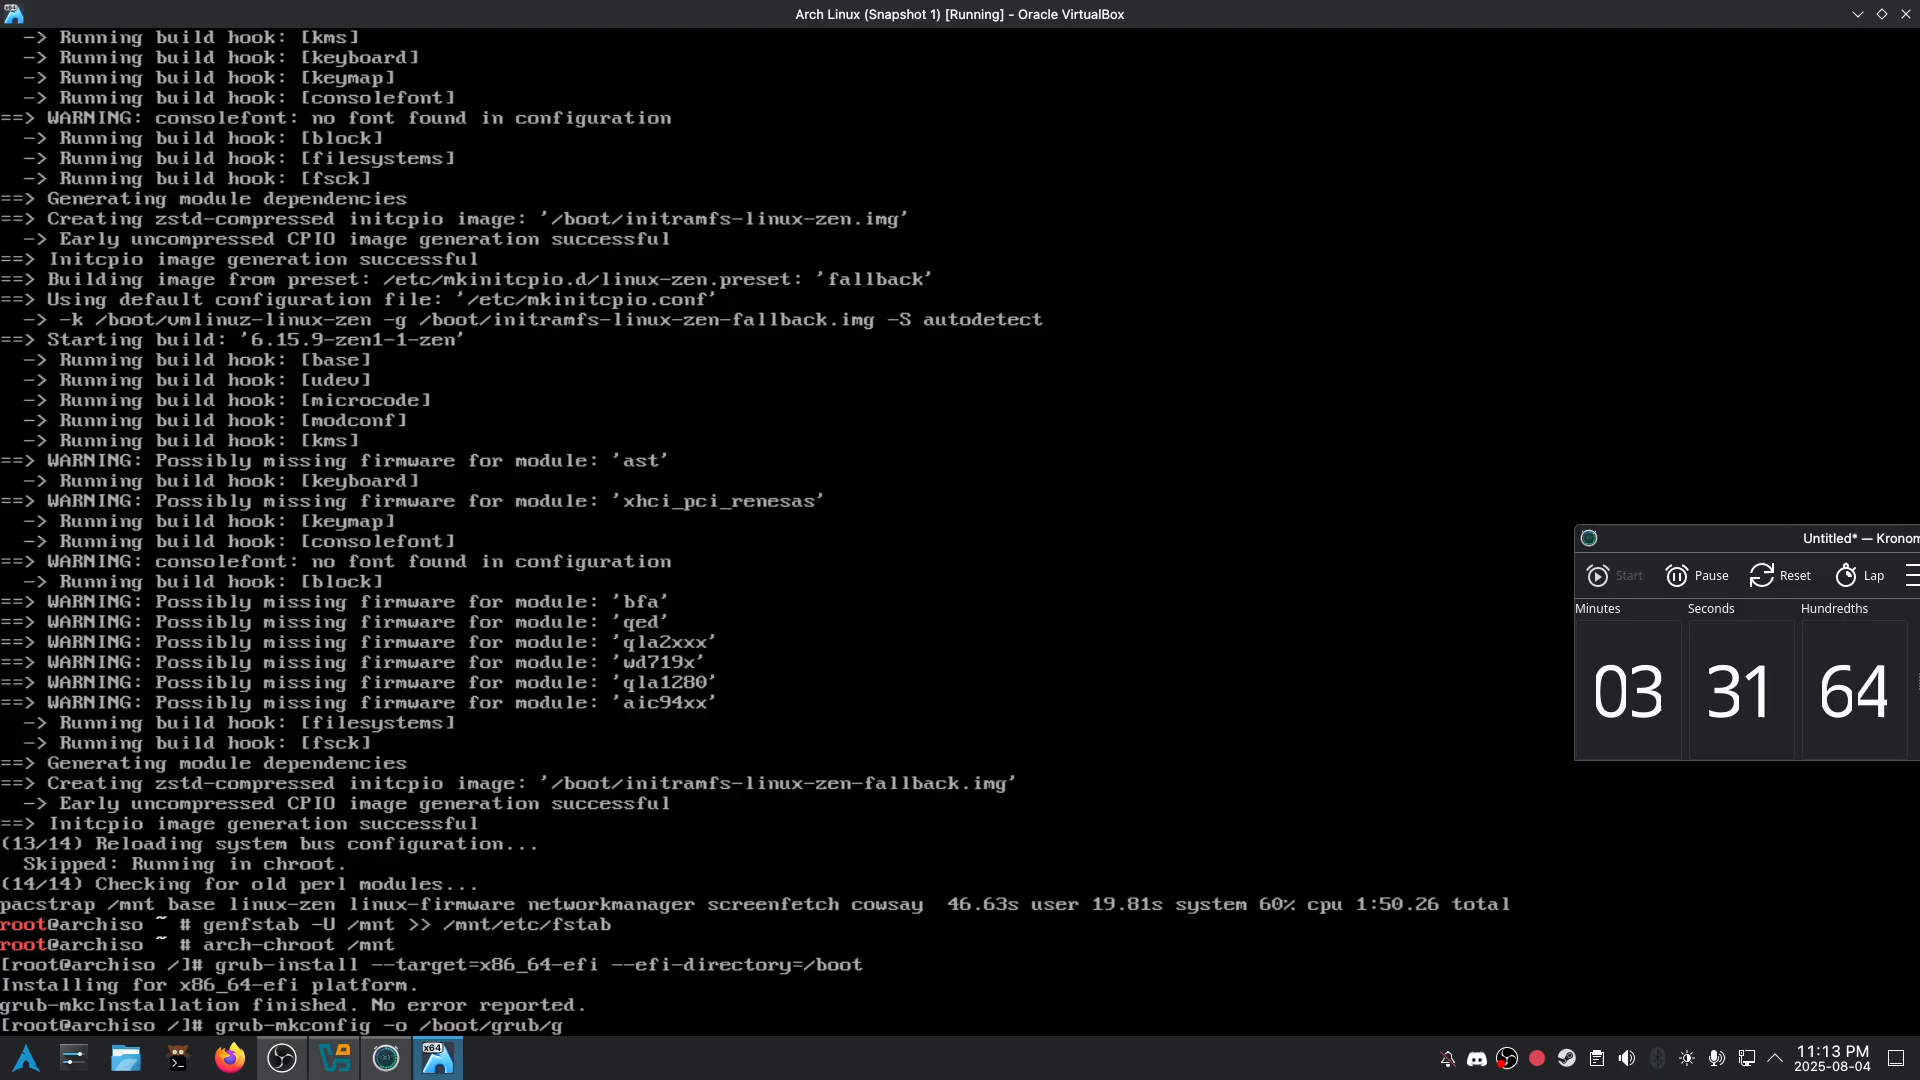 Arch Linux (Snapshot 1) [Running] - Oracle VirtualBox
-> Running build hook: [kms]
-> Running build hook: [keyboard]
-> Running build hook: [keymap]
-> Running build hook: [consolefont]
==> WARNING: consolefont: no font found in configuration
-> Running build hook: [block]
-> Running build hook: [filesystems]
-> Running build hook: [fsck]
==> Generating module dependencies
==> Creating zstd-compressed initcpio image: '/boot/initramfs-linux-zen.img'
-> Early uncompressed CPIO image generation successful
==> Initcpio image generation successful
==> Building image from preset: /etc/mkinitcpio.d/linux-zen.preset: 'fallback'
==> Using default configuration file: '/etc/mkinitcpio.conf'
-> -k /boot/vmlinuz-linux-zen -g /boot/initramfs-linux-zen-fallback.img -S autodetect
==> Starting build: '6.15.9-zen1-1-zen'
-> Running build hook: [base]
-> Running build hook: [udev]
-> Running build hook: [microcode]
-> Running build hook: [modconf]
-> Running build hook: [kms]
==> WARNING: Possibly missing firmware for module: 'ast'
-> Running build hook: [keyboard]
==> WARNING: Possibly missing firmware for module: 'xhci_pci_renesas'
-> Running build hook: [keymap]
-> Running build hook: [consolefont]
==> WARNING: consolefont: no font found in configuration
-> Running build hook: [block]
==> WARNING: Possibly missing firmware for module: 'bfa'
==> WARNING: Possibly missing firmware for module: 'qed'
==> WARNING: Possibly missing firmware for module: 'qla2xxx'
==> WARNING: Possibly missing firmware for module: 'wd719x'
==> WARNING: Possibly missing firmware for module: 'qla1280'
==> WARNING: Possibly missing firmware for module: 'aic94xx'
-> Running build hook: [filesystems]
-> Running build hook: [fsck]
==> Generating module dependencies
==> Creating zstd-compressed initcpio image: '/boot/initramfs-linux-zen-fallback.img'
-> Early uncompressed CPIO image generation successful
==> Initcpio image generation successful
(13/14) Reloading system bus configuration...
Skipped: Running in chroot.
(14/14) Checking for old perl modules...
pacstrap /mnt base linux-zen linux-firmware networkmanager screenfetch cowsay  46.63s user 19.81s system 60% cpu 1:50.26 total
root@archiso ~ # genfstab -U /mnt >> /mnt/etc/fstab
root@archiso ~ # arch-chroot /mnt
[root@archiso /]# grub-install --target=x86_64-efi --efi-directory=/boot
Installing for x86_64-efi platform.
grub-mkcInstallation finished. No error reported.
[root@archiso /]# grub-mkconfig -o /boot/grub/g
Untitled* — Kronom
Start Pause Reset Lap
Minutes Seconds Hundredths
03 31 64
x64
11:13 PM
2025-08-04